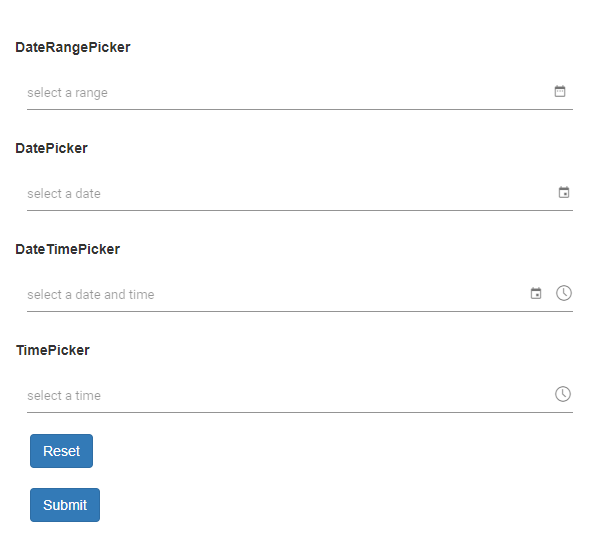 DateRangePicker
select a range
DatePicker
select a date
DateTimePicker
select a date and time
TimePicker
select a time
Reset
Submit